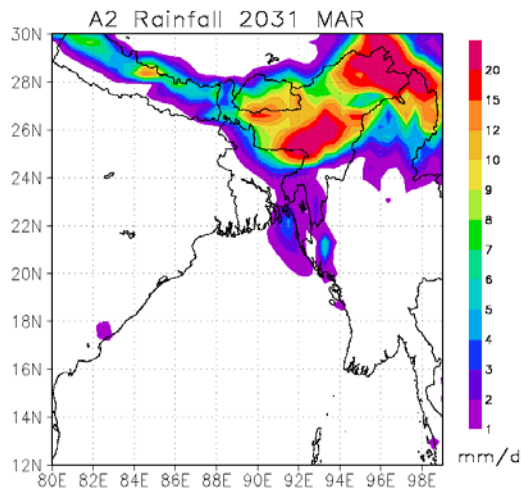 A2 Rainfall 2031 MAR
30N
28N
26N
24N
22N
20N
18N
16N
14N
12N
80E 82E 84E 86E 88E 90E 92E 94E 96E 98E
20
15
12
10
9
8
7
6
5
4
3
2
1
mm/d